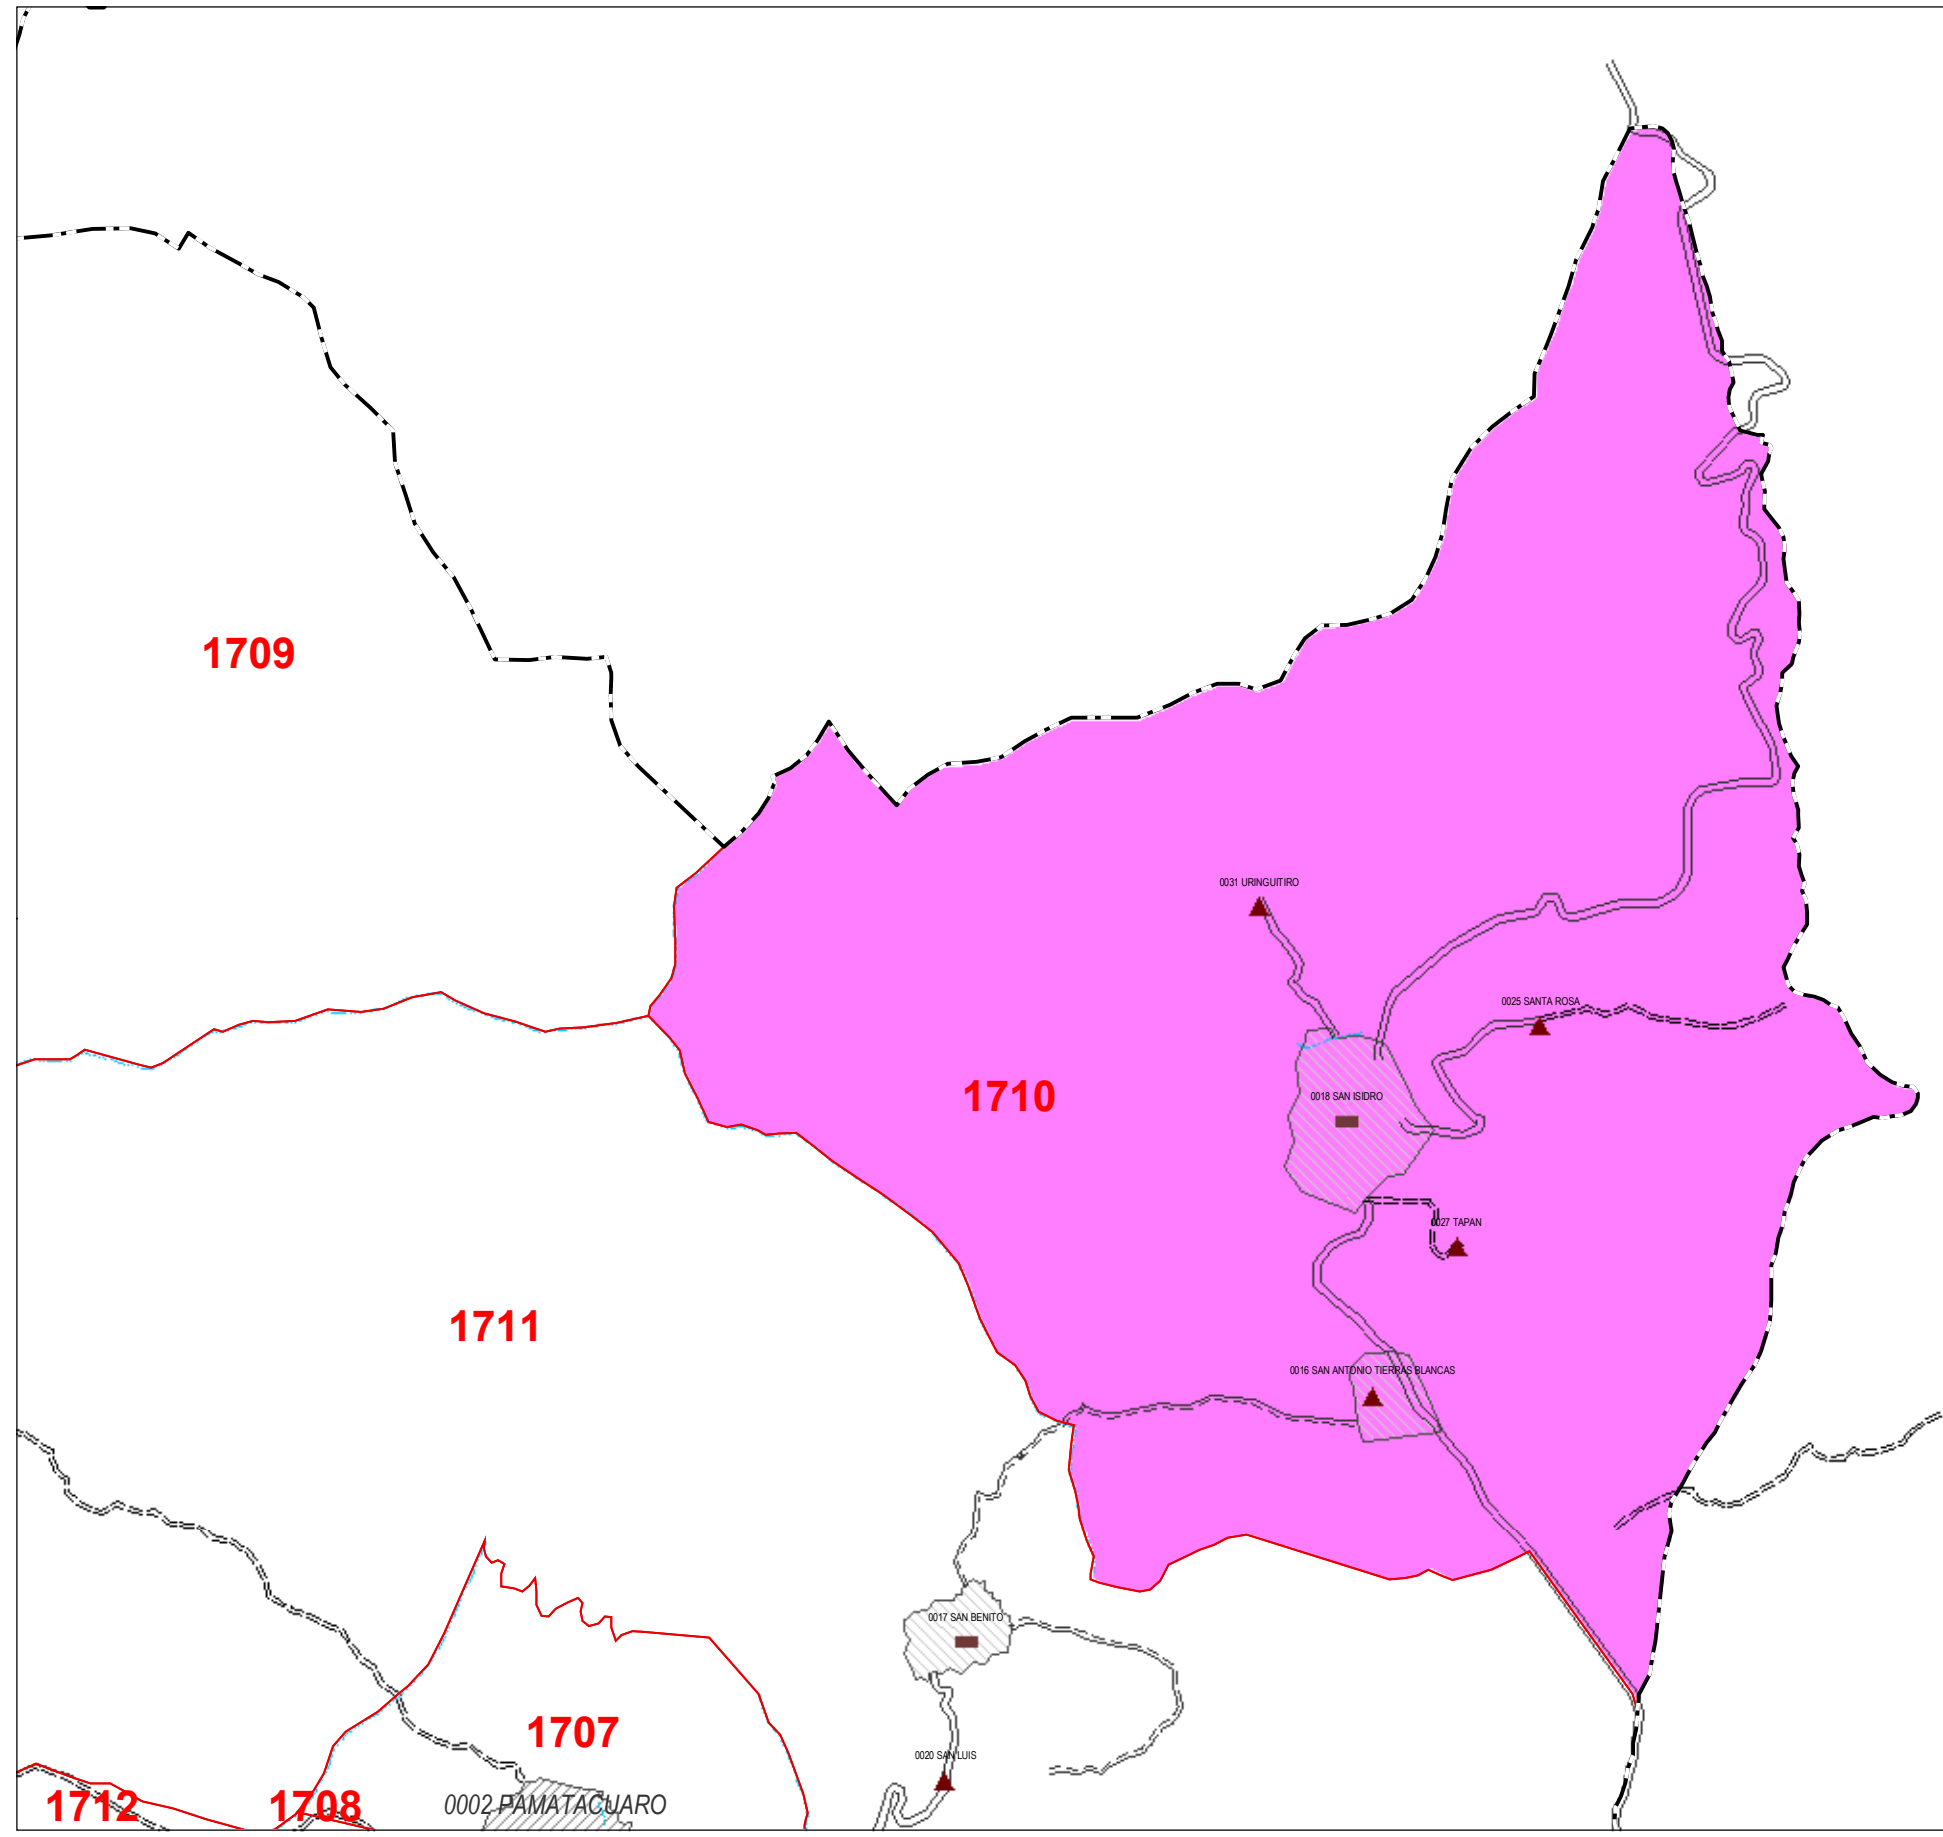 1709
0031 URINGUITIRO
0025 SANTA ROSA
1710
0018 SAN ISIDRO
0027 TAPAN
1711
0016 SAN ANTONIO TIERRAS BLANCAS
0017 SAN BENITO
1707
0020 SAN LUIS
1712
1708
0002 PAMATACUARO